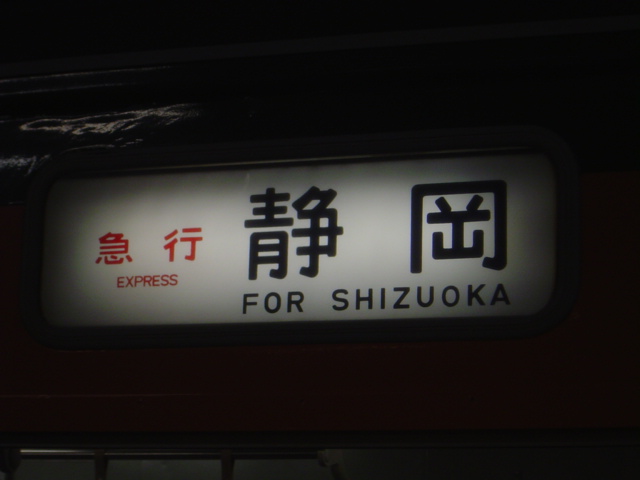 急行
EXPRESS
静岡
FOR SHIZUOKA